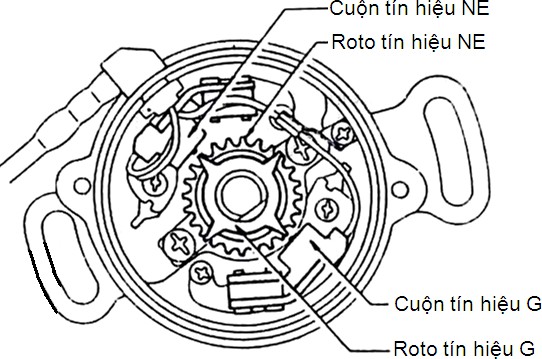 Cuộn tín hiệu NE
Roto tín hiệu NE
Cuộn tín hiệu G
Roto tín hiệu G